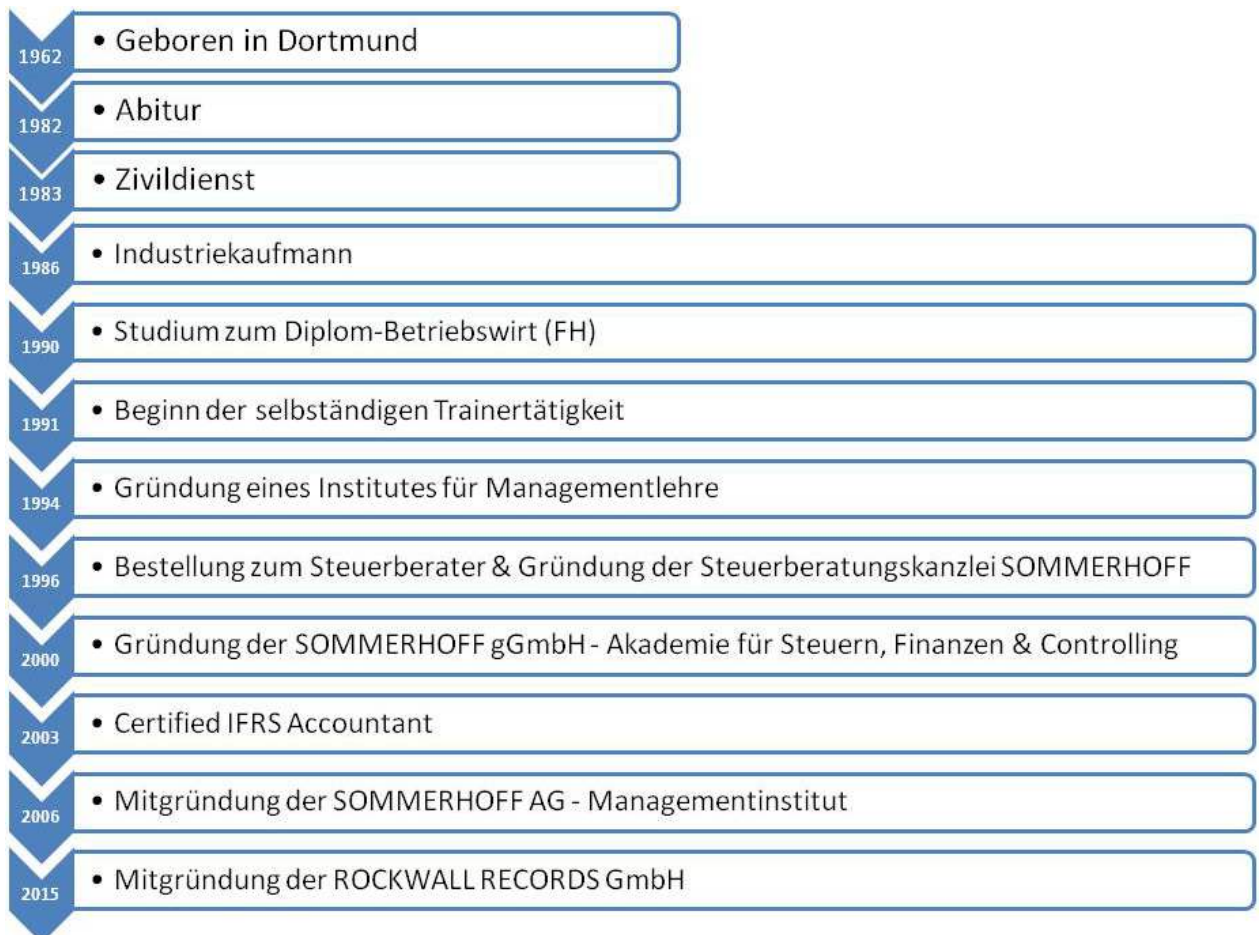 1962
• Geboren in Dortmund
1982
• Abitur
1983
• Zivildienst
1986
• Industriekaufmann
1990
• Studium zum Diplom-Betriebswirt (FH)
1991
• Beginn der selbständigen Trainertätigkeit
1994
• Gründung eines Institutes für Managementlehre
1996
• Bestellung zum Steuerberater & Gründung der Steuerberatungskanzlei SOMMERHOFF
2000
• Gründung der SOMMERHOFF gGmbH - Akademie für Steuern, Finanzen & Controlling
2003
• Certified IFRS Accountant
2006
• Mitgründung der SOMMERHOFF AG - Managementinstitut
2015
• Mitgründung der ROCKWALL RECORDS GmbH